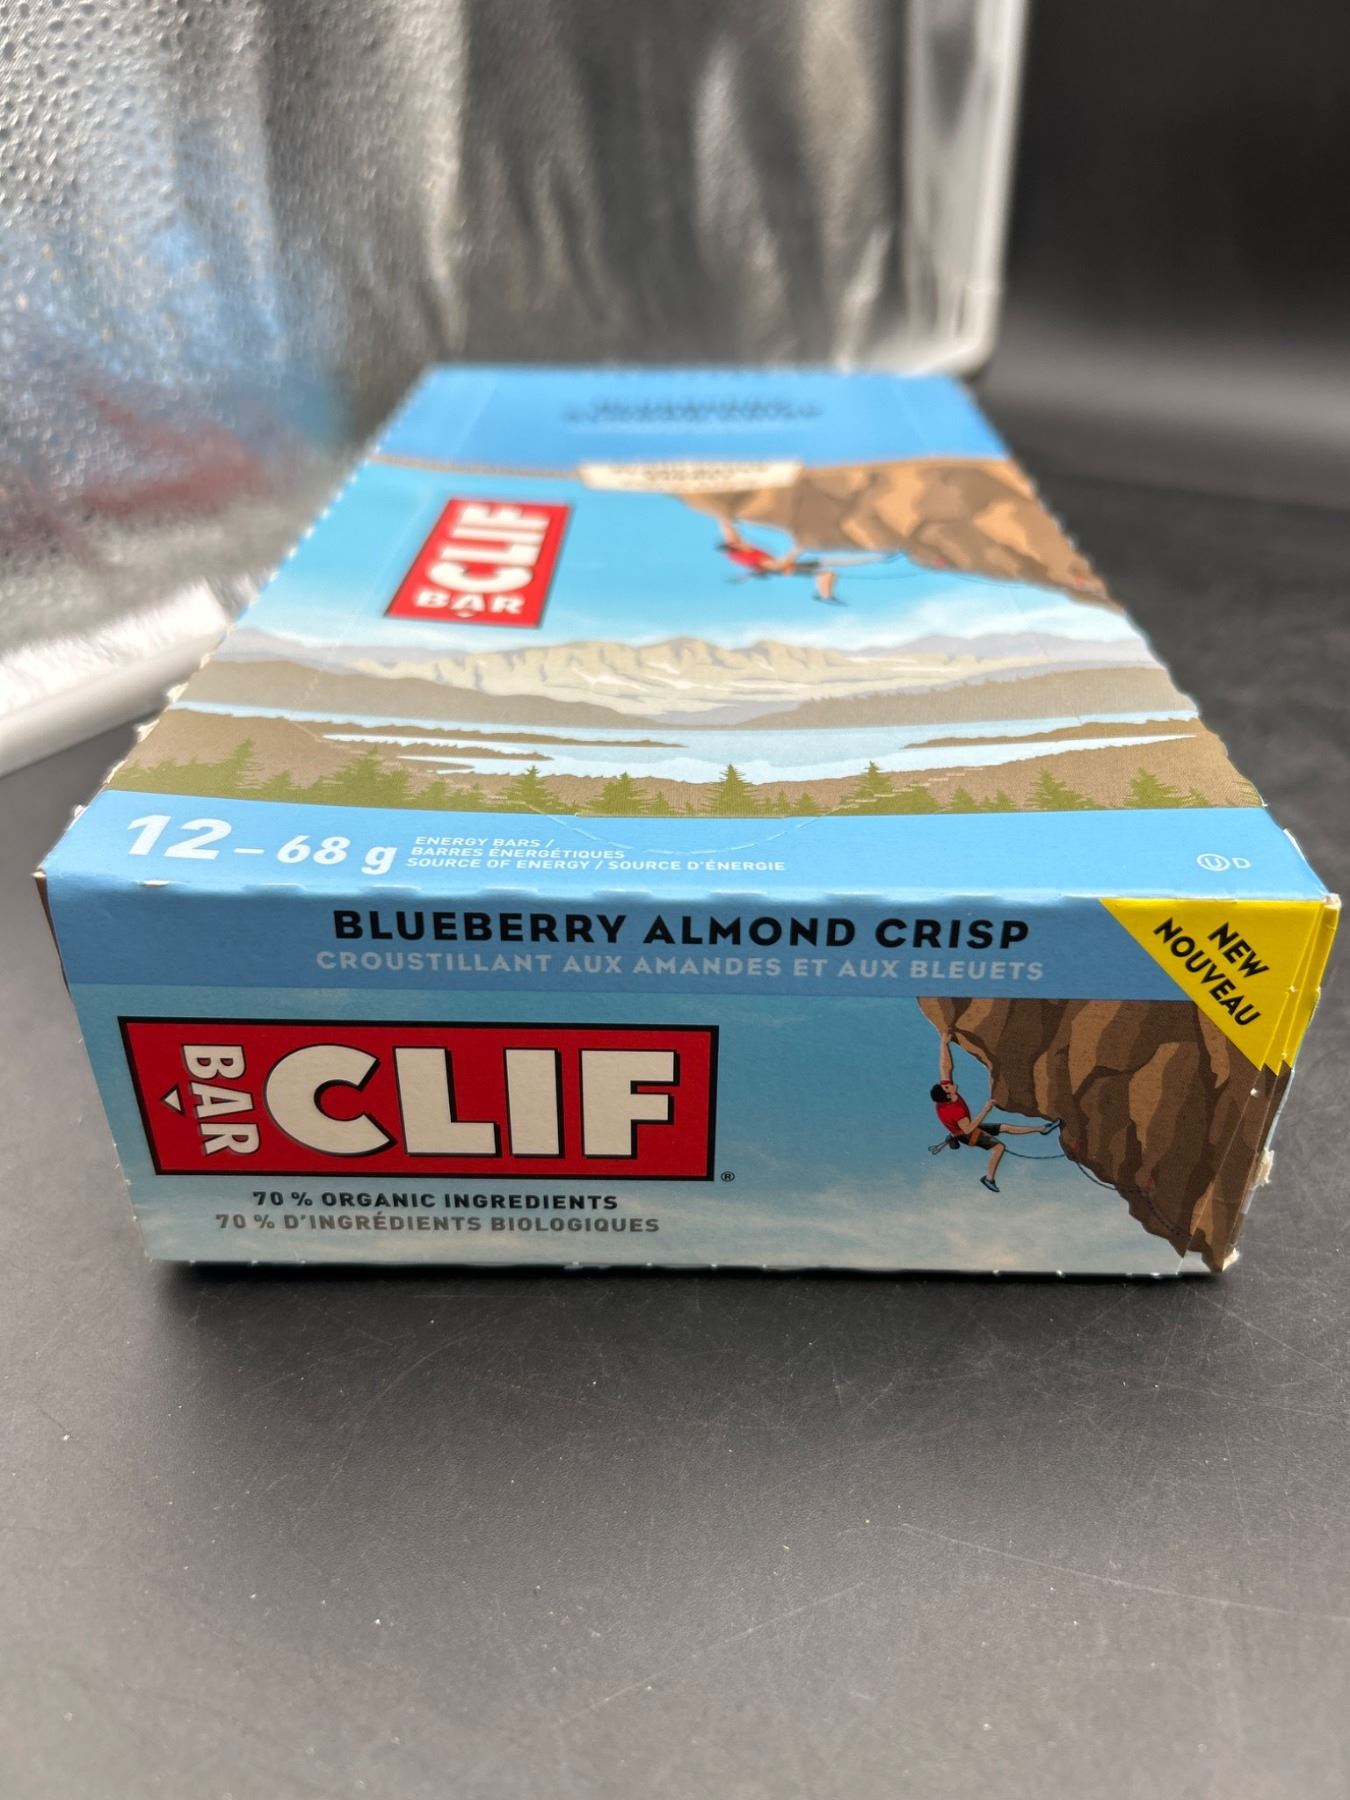 CLIF
BAR
12 - 68 g
ENERGY BARS /
BARRES ÉNERGÉTIQUES
SOURCE OF ENERGY / SOURCE D'ÉNERGIE
Ⓤ D
BLUEBERRY ALMOND CRISP
CROUSTILLANT AUX AMANDES ET AUX BLEUETS
NEW
NOUVEAU
BAR
CLIF
®
70 % ORGANIC INGREDIENTS
70 % D'INGRÉDIENTS BIOLOGIQUES